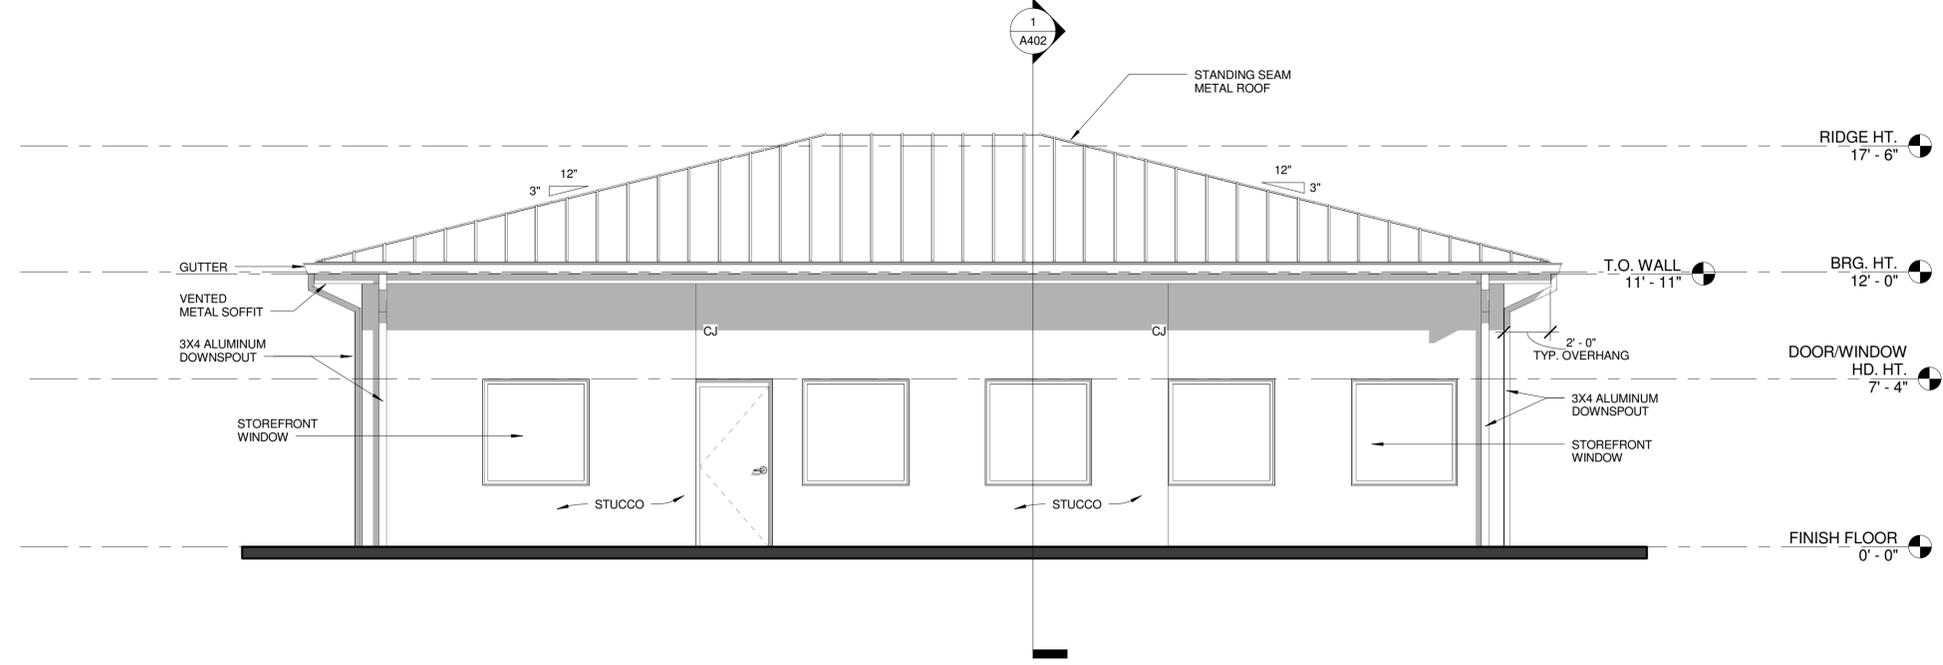 1
A402
STANDING SEAM
METAL ROOF
RIDGE HT.
17' - 6"
12"
3"
12"
3"
GUTTER
T.O. WALL
11' - 11"
BRG. HT.
12' - 0"
VENTED
METAL SOFFIT
CJ
CJ
3X4 ALUMINUM
DOWNSPOUT
2' - 0"
TYP. OVERHANG
DOOR/WINDOW
HD. HT.
7' - 4"
3X4 ALUMINUM
DOWNSPOUT
STOREFRONT
WINDOW
STOREFRONT
WINDOW
STUCCO
STUCCO
FINISH FLOOR
0' - 0"